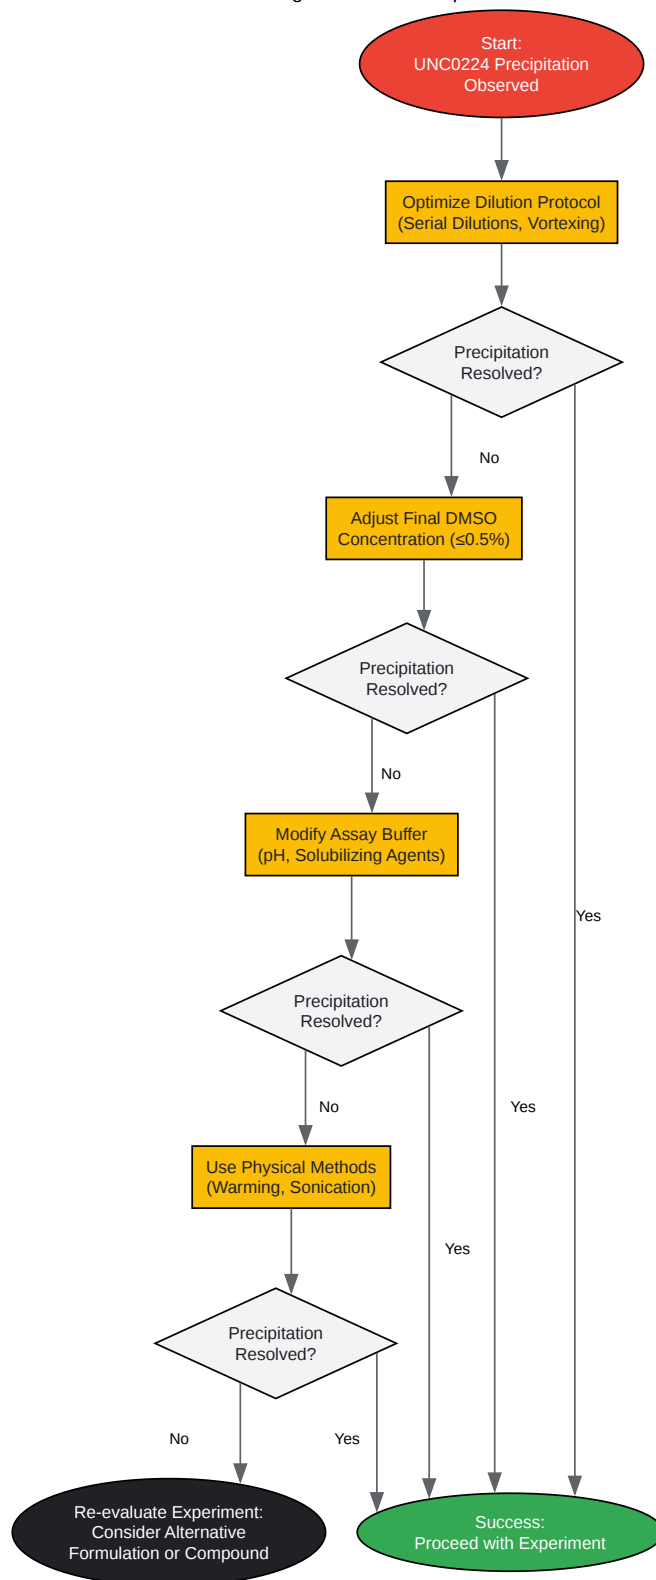 Start:
UNC0224 Precipitation
Observed
Optimize Dilution Protocol
(Serial Dilutions, Vortexing)
Precipitation
Resolved?
No
Adjust Final DMSO
Concentration (≤0.5%)
Precipitation
Resolved?
No
Modify Assay Buffer
(pH, Solubilizing Agents)
Yes
Precipitation
Resolved?
No
Yes
Use Physical Methods
(Warming, Sonication)
Yes
Precipitation
Resolved?
No
Yes
Re-evaluate Experiment:
Consider Alternative
Formulation or Compound
Success:
Proceed with Experiment